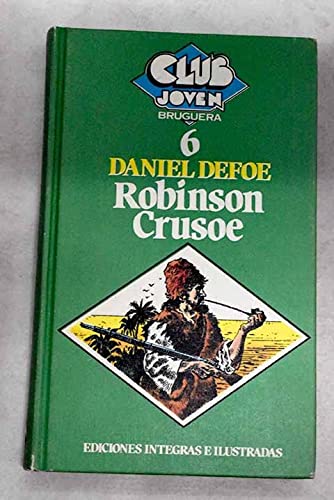 CLUB
JOVEN
BRUGUERA
6
DANIEL DEFOE
Robinson
Crusoe
EDICIONES INTEGRAS E ILUSTRADAS